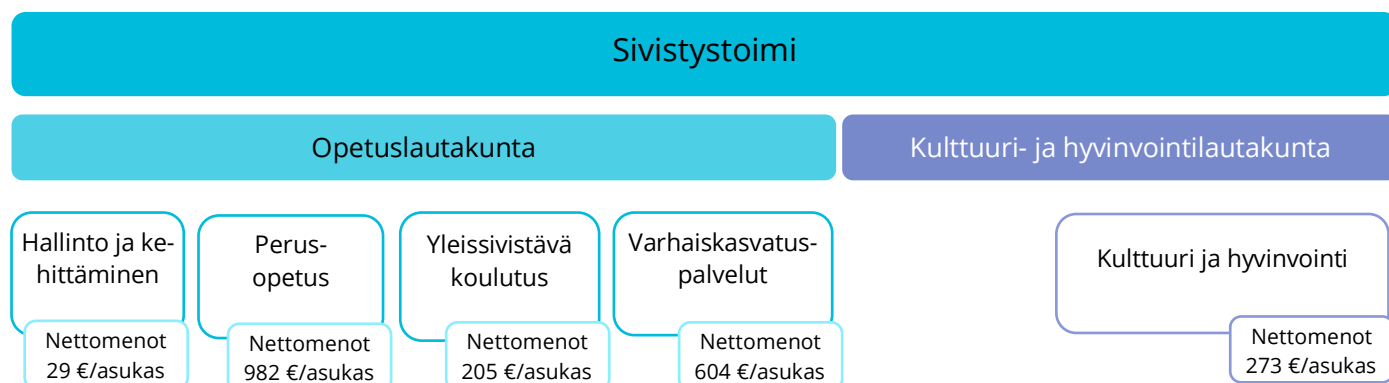 Sivistystoimi
Opetuslautakunta
Kulttuuri- ja hyvinvointilautakunta
Hallinto ja ke-
hittäminen
Nettomenot
29 €/asukas
Perus-
opetus
Nettomenot
982 €/asukas
Yleissivistävä
koulutus
Nettomenot
205 €/asukas
Varhaiskasvatus-
palvelut
Nettomenot
604 €/asukas
Kulttuuri ja hyvinvointi
Nettomenot
273 €/asukas